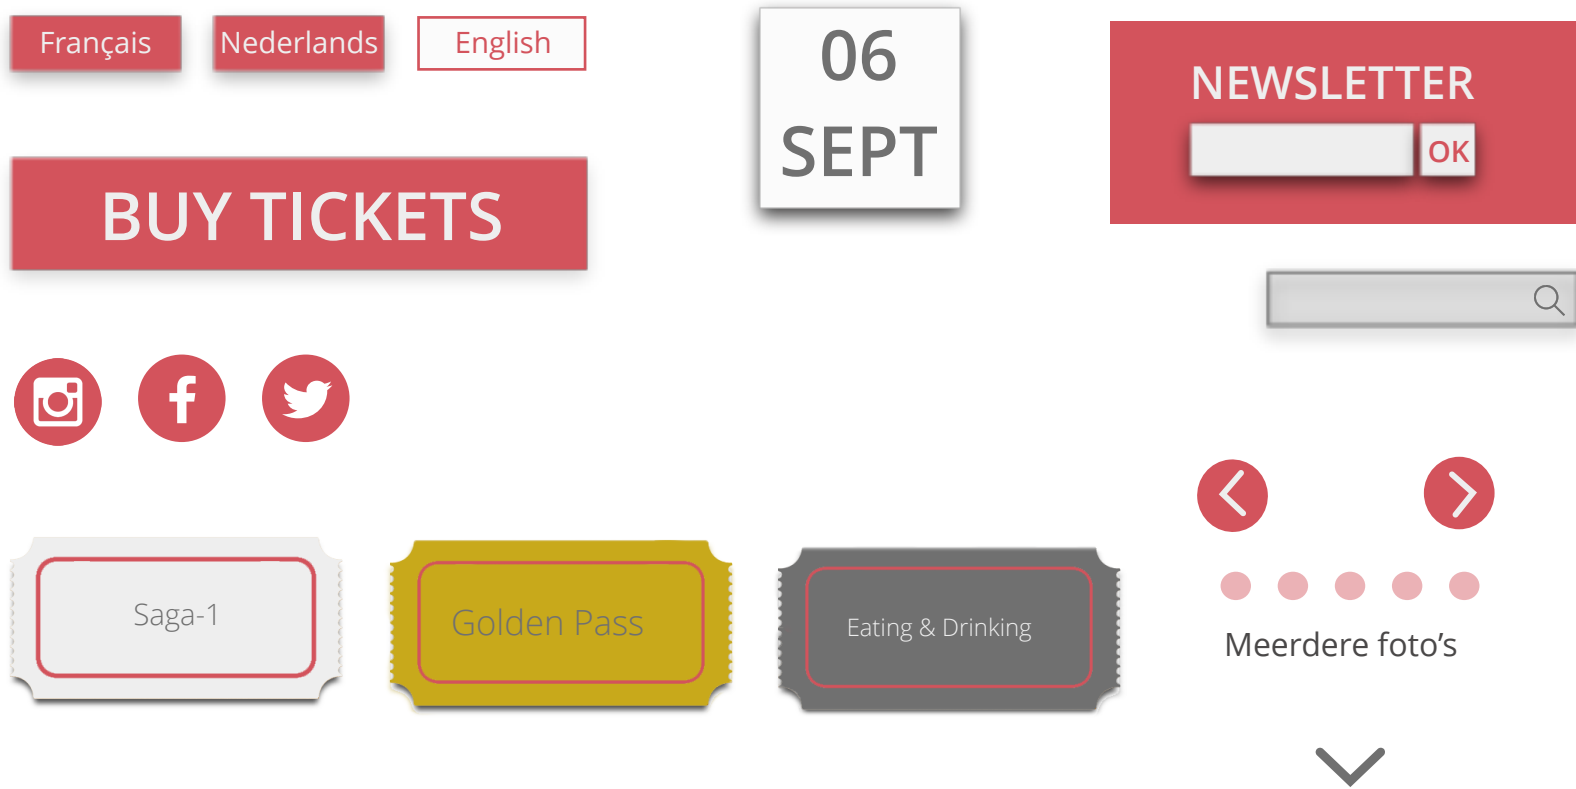 Français
Nederlands
English
06
SEPT
NEWSLETTER
OK
BUY TICKETS
Saga-1
Golden Pass
Eating & Drinking
Meerdere foto’s